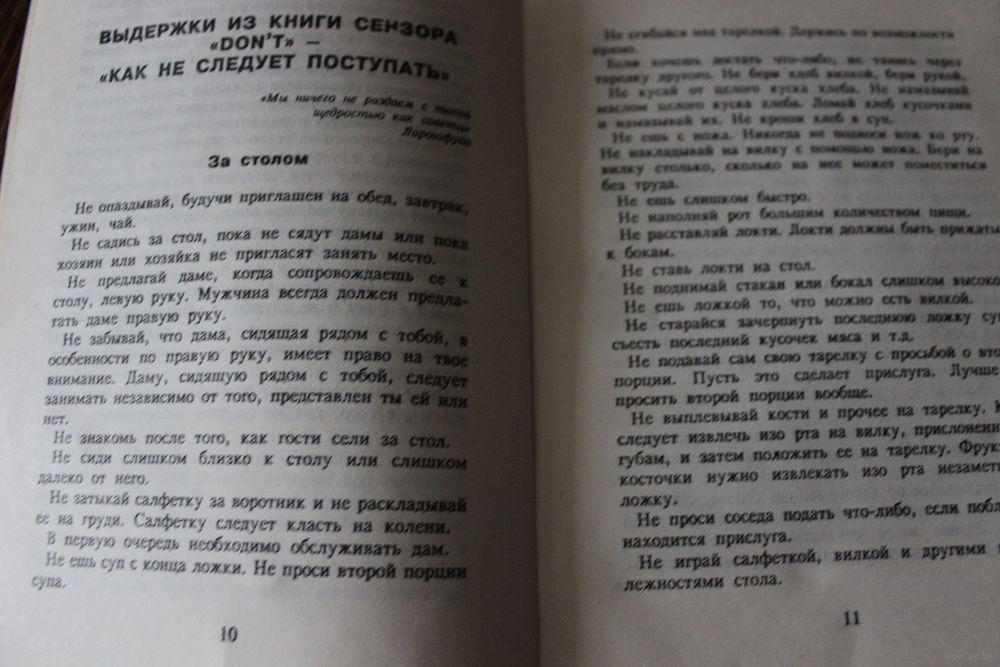 ВЫДЕРЖКИ ИЗ КНИГИ СЕНЗОРА
«DON'T» –
«КАК НЕ СЛЕДУЕТ ПОСТУПАТЬ»
«Мы ничего не раздаем с такой
щедростью как советы»
Ларошфуко
За столом
Не опаздывай, будучи приглашен на обед, завтрак,
ужин, чай.
Не садись за стол, пока не сядут дамы или пока
хозяин или хозяйка не пригласят занять место.
Не предлагай даме, когда сопровождаешь ее к
столу, левую руку. Мужчина всегда должен предла-
гать даме правую руку.
Не забывай, что дама, сидящая рядом с тобой, в
особенности по правую руку, имеет право на твое
внимание. Даму, сидящую рядом с тобой, следует
занимать независимо от того, представлен ты ей или
нет.
Не знакомь после того, как гости сели за стол.
Не сиди слишком близко к столу или слишком
далеко от него.
Не затыкай салфетку за воротник и не раскладывай
ее на груди. Салфетку следует класть на колени.
В первую очередь необходимо обслуживать дам.
Не ешь суп с конца ложки. Не проси второй порции
супа.
10
Не сгибайся над тарелкой. Держись по возможности
прямо.
Если хочешь достать что-либо, не тянись через
тарелку другого. Не бери хлеб вилкой, бери рукой.
Не кусай от целого куска хлеба. Не намазывай
маслом целого куска хлеба. Ломай хлеб кусочками
и намазывай их. Не кроши хлеб в суп.
Не ешь с ножа. Никогда не подноси нож ко рту.
Не накладывай на вилку с помощью ножа. Бери на
вилку столько, сколько на нее может поместиться
без труда.
Не ешь слишком быстро.
Не наполняй рот большим количеством пищи.
Не расставляй локти. Локти должны быть прижаты
к бокам.
Не ставь локти на стол.
Не поднимай стакан или бокал слишком высоко.
Не ешь ложкой то, что можно есть вилкой.
Не старайся зачерпнуть последнюю ложку суп
съесть последний кусочек мяса и т.д.
Не подавай сам свою тарелку с просьбой о вто
порции. Пусть это сделает прислуга. Лучше
просить второй порции вообще.
Не выплевывай кости и прочее на тарелку. К
следует извлечь изо рта на вилку, прислоненн
губам, и затем положить ее на тарелку. Фрук
косточки нужно извлекать изо рта незамет
ложку.
Не проси соседа подать что-либо, если побл
находится прислуга.
Не играй салфеткой, вилкой и другими
лежностями стола.
11
www.ay.by